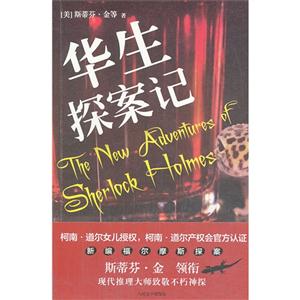 [美]斯蒂芬·金等 著
华生
探案记
The New Adventures of
Sherlock Holmes
柯南·道尔女儿授权，柯南·道尔产权会官方认证
新编福尔摩斯探案
斯蒂芬·金 领衔
现代推理大师致敬不朽神探